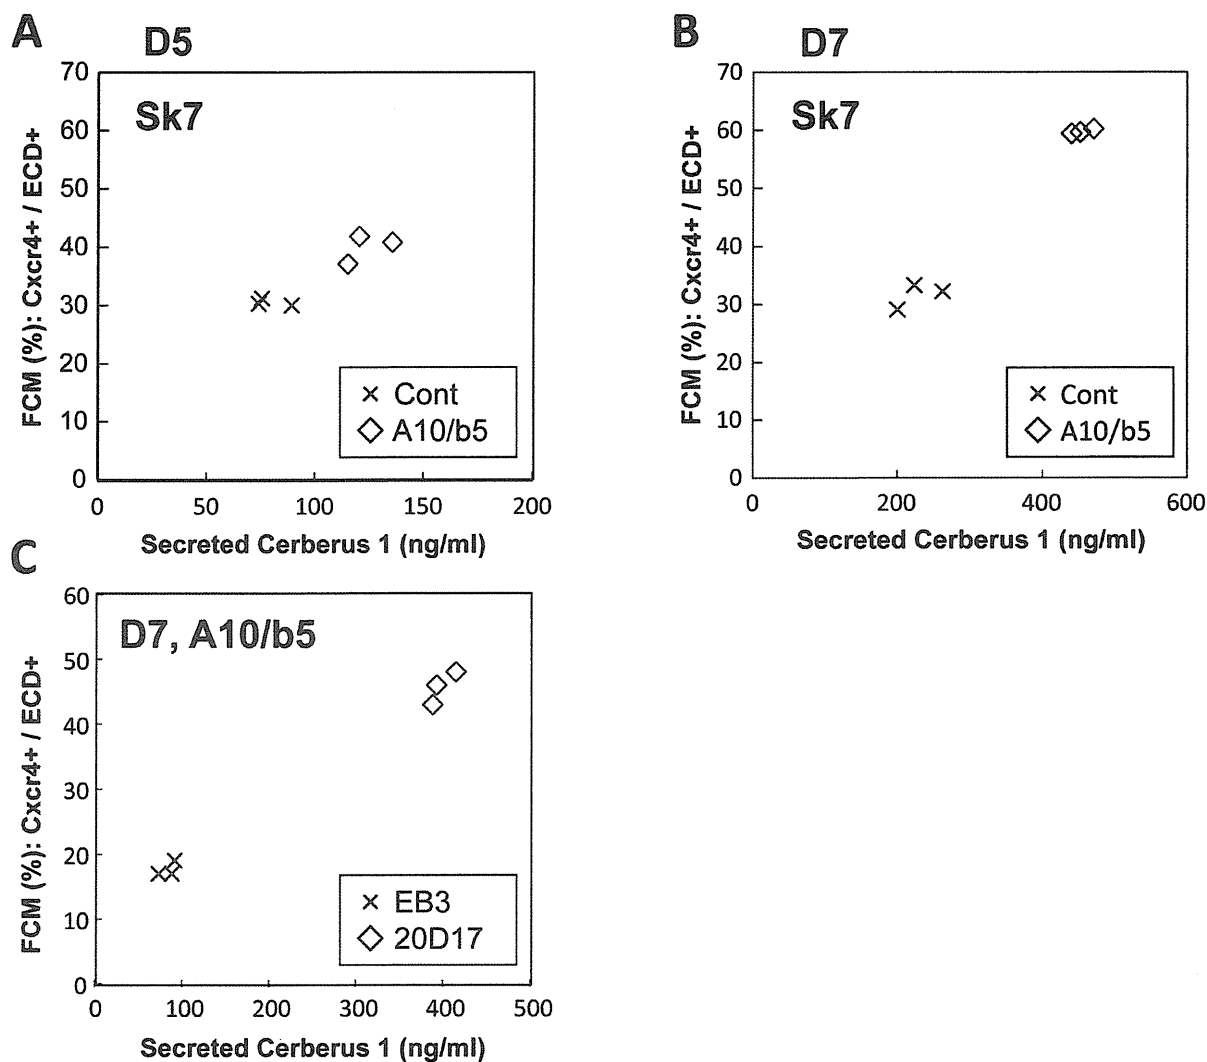 A
D5
Sk7
FCM (%): Cxcr4+ / ECD+
70
60
50
40
30
20
10
0
0 50 100 150 200
Secreted Cerberus 1 (ng/ml)
× Cont
◇ A10/b5
B
D7
Sk7
FCM (%): Cxcr4+ / ECD+
70
60
50
40
30
20
10
0
0 200 400 600
Secreted Cerberus 1 (ng/ml)
× Cont
◇ A10/b5
C
D7, A10/b5
FCM (%): Cxcr4+ / ECD+
60
50
40
30
20
10
0
0 100 200 300 400 500
Secreted Cerberus 1 (ng/ml)
× EB3
◇ 20D17